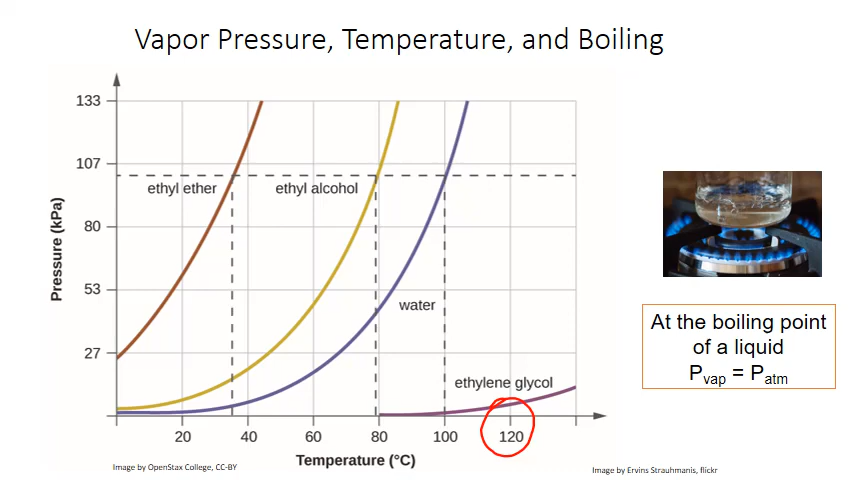 Vapor Pressure, Temperature, and Boiling
133
107
80
53
27
Pressure (kPa)
ethyl ether
ethyl alcohol
water
ethylene glycol
20
40
60
80
100
120
Temperature (°C)
At the boiling point
of a liquid
Pvap = Patm
Image by OpenStax College, CC-BY
Image by Ervins Strauhmanis, flickr